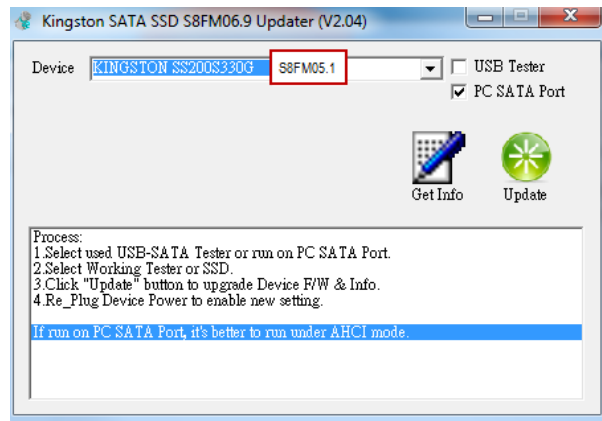 Kingston SATA SSD S8FM06.9 Updater (V2.04)
Device KINGSTON SS200S330G S8FM05.1
USB Tester
PC SATA Port
Get Info
Update
Process:
1.Select used USB-SATA Tester or run on PC SATA Port.
2.Select Working Tester or SSD.
3.Click "Update" button to upgrade Device F/W & Info.
4.Re_Plug Device Power to enable new setting.
If run on PC SATA Port, it's better to run under AHCI mode.